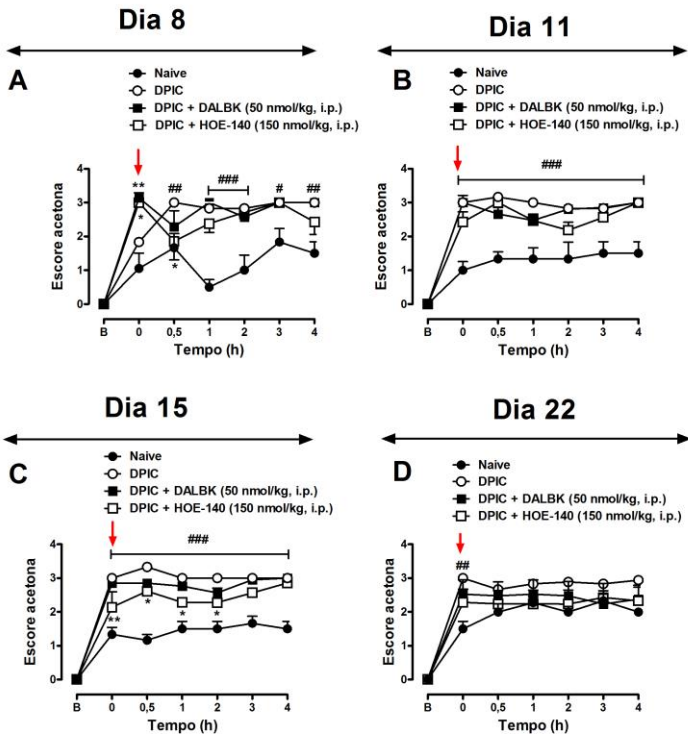 Dia 8
A
Naive
DPIC
DPIC + DALBK (50 nmol/kg, i.p.)
DPIC + HOE-140 (150 nmol/kg, i.p.)
Escore acetona
4
3
2
1
0
**
*
##
*
###
#
##
B 0 0,5 1 2 3 4
Tempo (h)
Dia 11
B
Naive
DPIC
DPIC + DALBK (50 nmol/kg, i.p.)
DPIC + HOE-140 (150 nmol/kg, i.p.)
Escore acetona
4
3
2
1
0
###
B 0 0,5 1 2 3 4
Tempo (h)
Dia 15
C
Naive
DPIC
DPIC + DALBK (50 nmol/kg, i.p.)
DPIC + HOE-140 (150 nmol/kg, i.p.)
Escore acetona
4
3
2
1
0
###
**
*
*
*
B 0 0,5 1 2 3 4
Tempo (h)
Dia 22
D
Naive
DPIC
DPIC + DALBK (50 nmol/kg, i.p.)
DPIC + HOE-140 (150 nmol/kg, i.p.)
Escore acetona
4
3
2
1
0
##
B 0 0,5 1 2 3 4
Tempo (h)